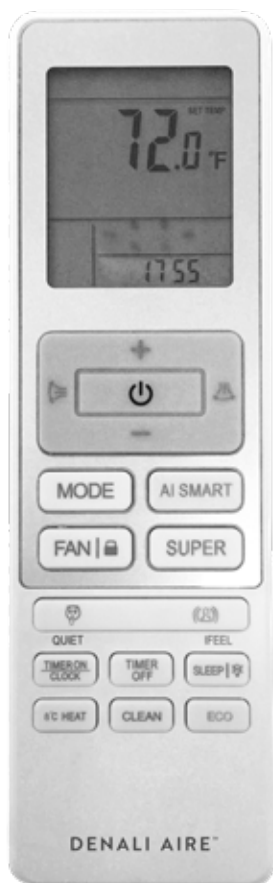 SET TEMP
72.0 °F
17 55
MODE
AI SMART
FAN |
SUPER
QUIET
IFEEL
TIMER ON
CLOCK
TIMER
OFF
SLEEP |
8°C HEAT
CLEAN
ECO
DENALI AIRE™